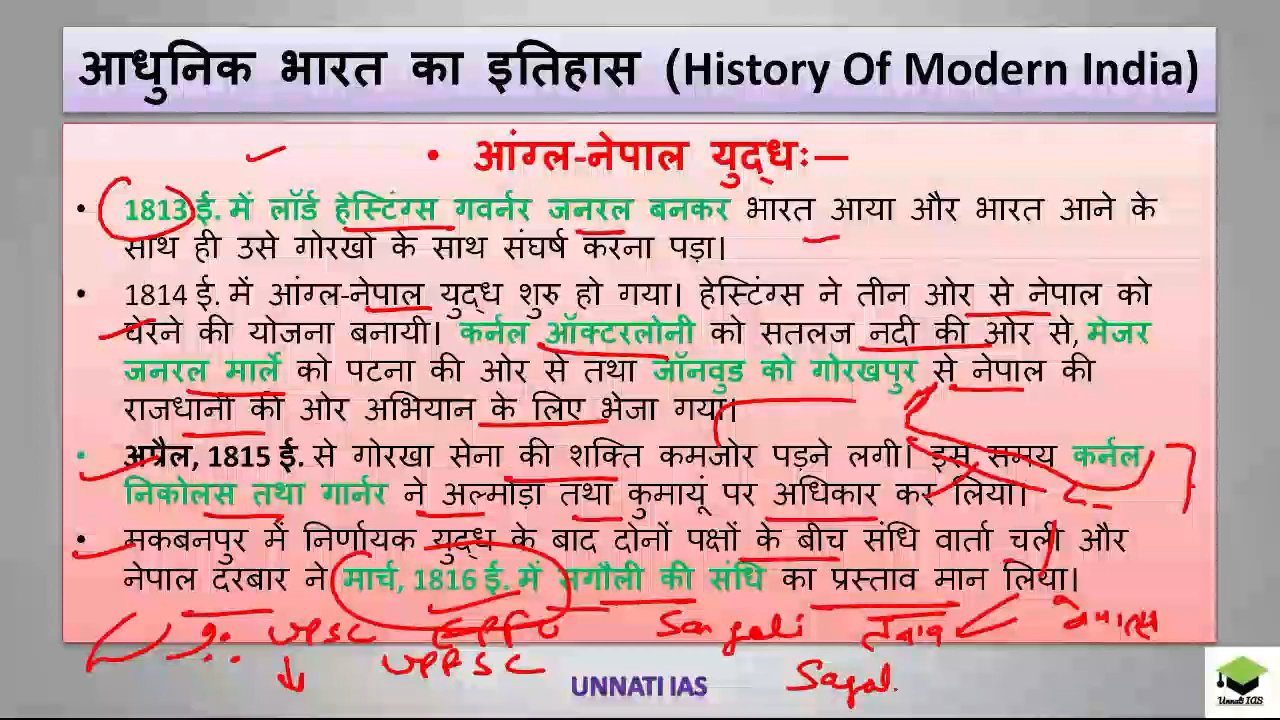 आधुनिक भारत का इतिहास (History Of Modern India)
• आंग्ल-नेपाल युद्धः—
• 1813 ई. में लॉर्ड हेस्टिंग्स गवर्नर जनरल बनकर भारत आया और भारत आने के
साथ ही उसे गोरखों के साथ संघर्ष करना पड़ा।
• 1814 ई. में आंग्ल-नेपाल युद्ध शुरु हो गया। हेस्टिंग्स ने तीन ओर से नेपाल को
घेरने की योजना बनायी। कर्नल ऑक्टरलोनी को सतलज नदी की ओर से, मेजर
जनरल मार्ले को पटना की ओर से तथा जॉनवुड को गोरखपुर से नेपाल की
राजधानी की ओर अभियान के लिए भेजा गया।
• अप्रैल, 1815 ई. से गोरखा सेना की शक्ति कमजोर पड़ने लगी। इस समय कर्नल
निकोलस तथा गार्नर ने अल्मोड़ा तथा कुमायूं पर अधिकार कर लिया।
• मकबनपुर में निर्णायक युद्ध के बाद दोनों पक्षों के बीच संधि वार्ता चली और
नेपाल दरबार ने मार्च, 1816 ई. में सगौली की संधि का प्रस्ताव मान लिया।
UPSC
UPPSC
UNNATI IAS
Unnati IAS